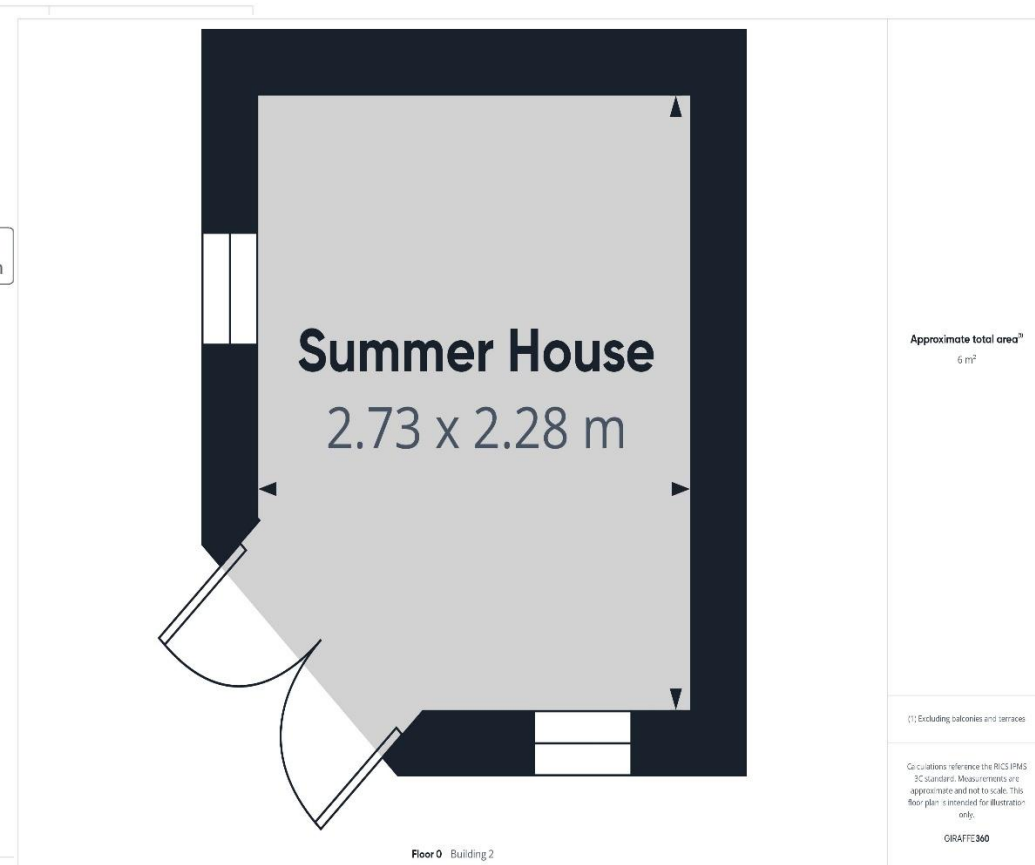 Summer House
2.73 x 2.28 m
Approximate total area⁽¹⁾
6 m²
(1) Excluding balconies and terraces
Calculations reference the RICS IPMS
3C standard. Measurements are
approximate and not to scale. This
floor plan is intended for illustration
only.
GIRAFFE360
Floor 0 Building 2